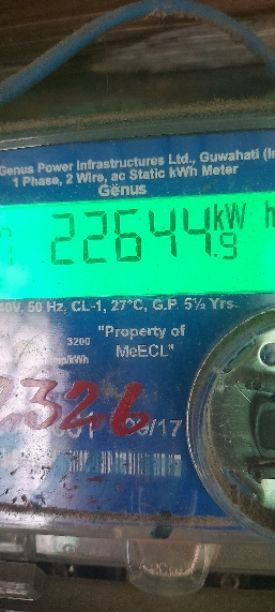 Genus Power Infrastructures Ltd., Guwahati
1 Phase, 2 Wire, ac Static kWh Meter
Genus
22644.9 kW h
50 Hz, CL-1, 27°C, G.P. 5½ Yrs.
3200
"Property of
MeECL"
2326
/17